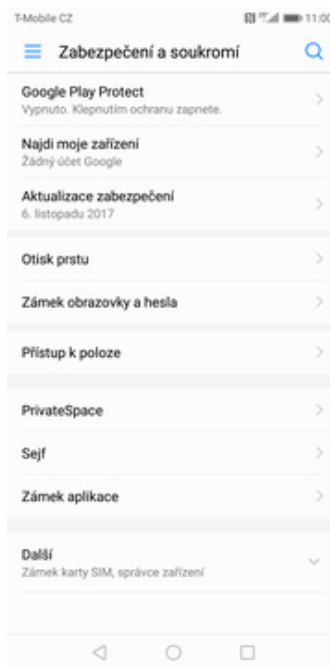 T-Mobile CZ 11:00
Zabezpečení a soukromí
Google Play Protect
Vypnuto. Klepnutím ochranu zapnete.
Najdi moje zařízení
Žádný účet Google
Aktualizace zabezpečení
6. listopadu 2017
Otisk prstu
Zámek obrazovky a hesla
Přístup k poloze
PrivateSpace
Sejf
Zámek aplikace
Další
Zámek karty SIM, správce zařízení